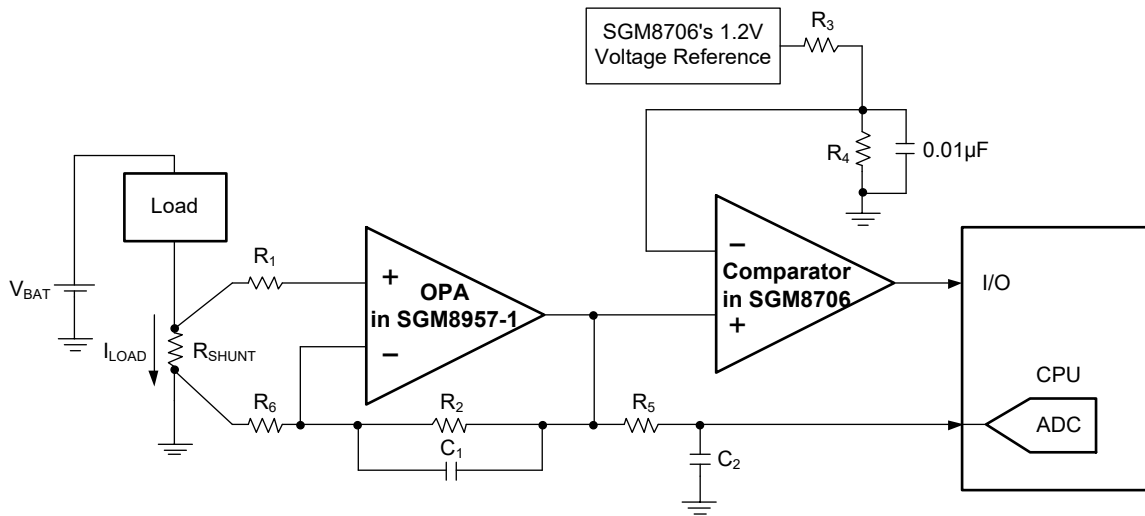 SGM8706's 1.2V
Voltage Reference
R3
R4
0.01µF
Load
VBAT
ILOAD
RSHUNT
R1
R6
+
OPA
in SGM8957-1
−
R2
C1
R5
C2
−
Comparator
in SGM8706
+
I/O
CPU
ADC